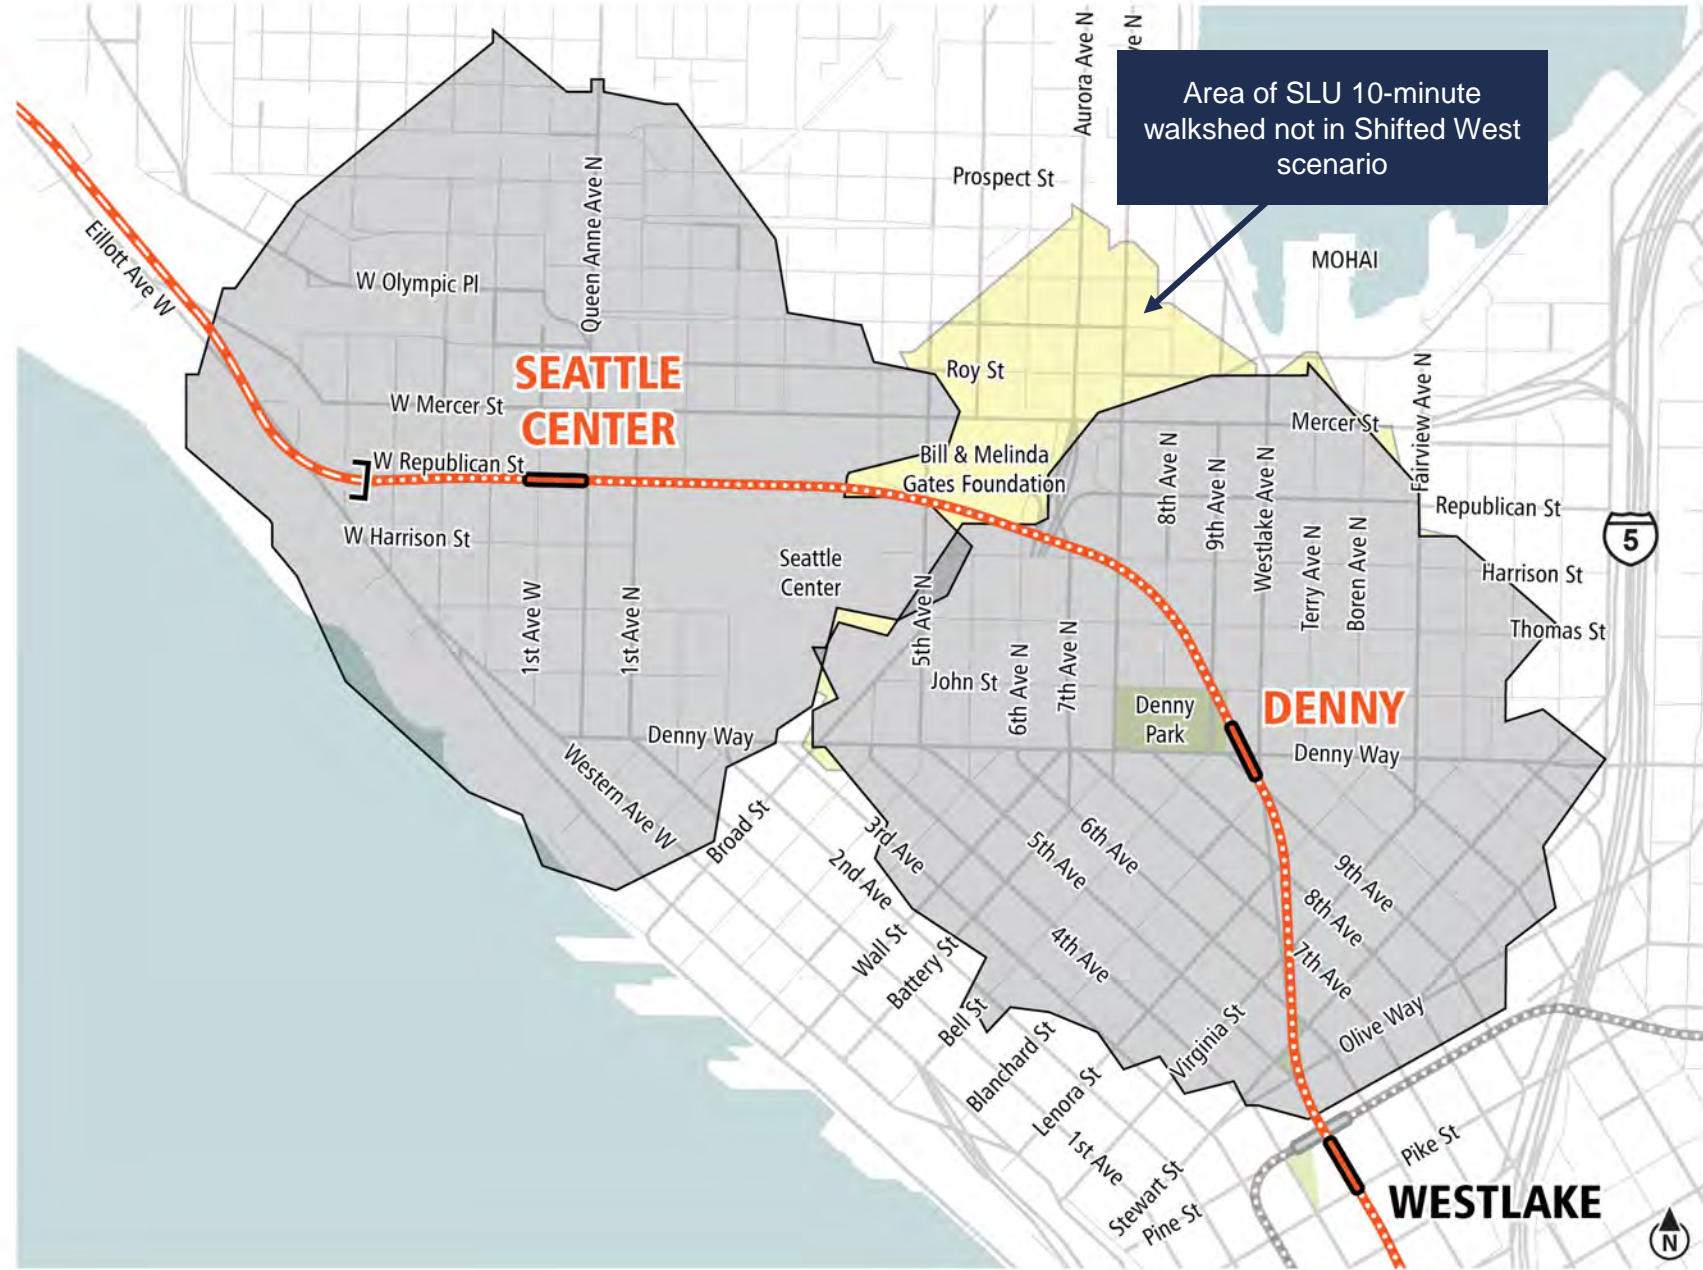 Aurora Ave N
ve N
Area of SLU 10-minute
walkshed not in Shifted West
scenario
Prospect St
Queen Anne Ave N
Eillott Ave W
MOHAI
W Olympic Pl
SEATTLE
CENTER
Roy St
W Mercer St
Mercer St
Fairview Ave N
Bill & Melinda
Gates Foundation
W Republican St
8th Ave N
9th Ave N
Westlake Ave N
Republican St
5
W Harrison St
Terry Ave N
Boren Ave N
Seattle
Center
Harrison St
1st Ave W
1st Ave N
5th Ave N
Thomas St
6th Ave N
7th Ave N
John St
DENNY
Denny
Park
Denny Way
Denny Way
Western Ave W
Broad St
3rd Ave
6th Ave
5th Ave
2nd Ave
9th Ave
8th Ave
Wall St
4th Ave
7th Ave
Battery St
Bell St
Virginia St
Olive Way
Blanchard St
Lenora St
1st Ave
Pike St
Stewart St
Pine St
WESTLAKE
N